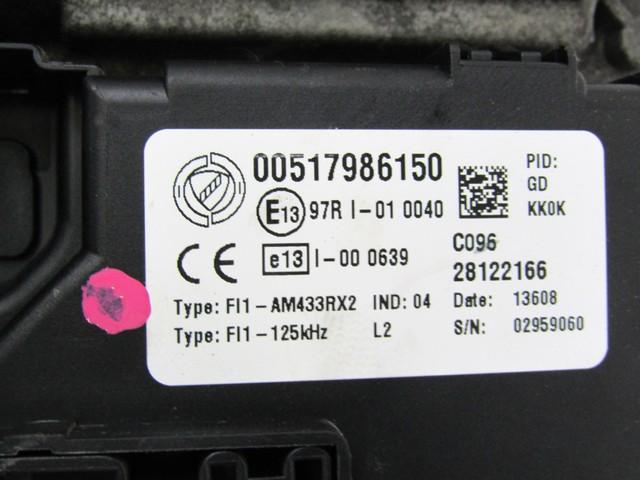 00517986150
PID:
GD
KK0K
E13 97R I-01 0040
CE e13 I-00 0639
C096
28122166
Type: FI1-AM433RX2 IND: 04 Date: 13608
Type: FI1-125kHz L2 S/N: 02959060